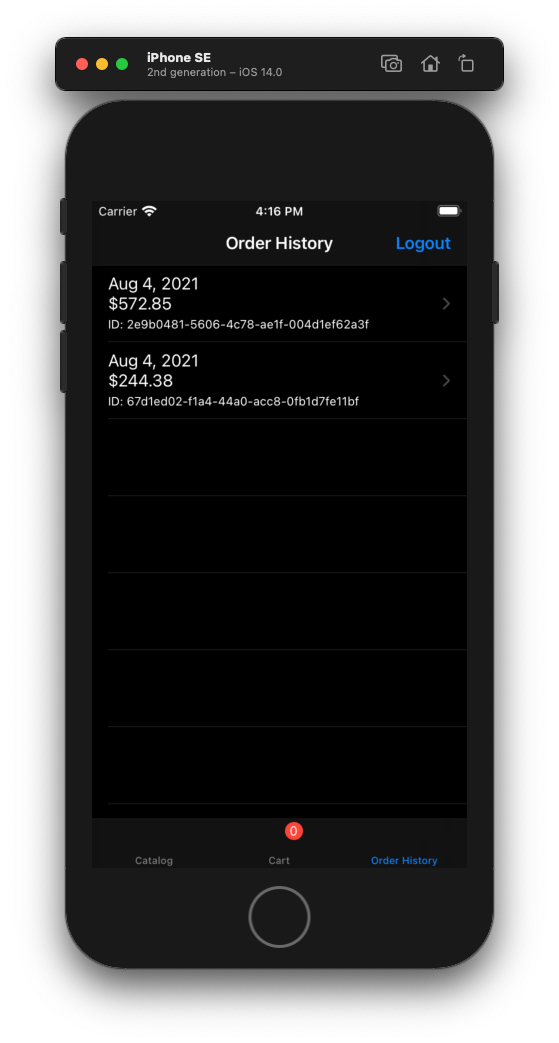 iPhone SE
2nd generation – iOS 14.0
Carrier 4:16 PM
Order History Logout
Aug 4, 2021
$572.85
ID: 2e9b0481-5606-4c78-ae1f-004d1ef62a3f
Aug 4, 2021
$244.38
ID: 67d1ed02-f1a4-44a0-acc8-0fb1d7fe11bf
0
Catalog Cart Order History